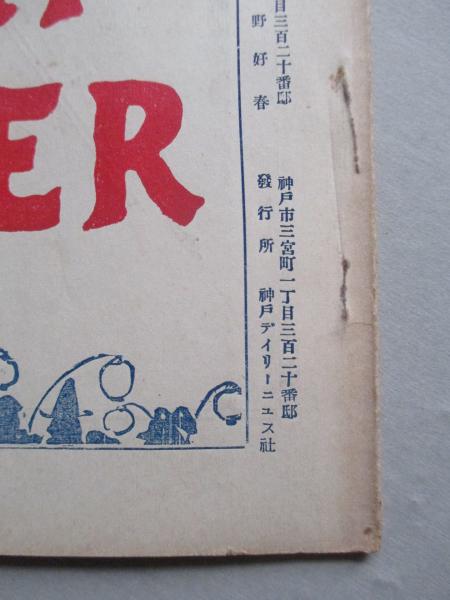 ER
目三百二十番邸
野好春
神戸市三宮町一丁目三百二十番邸
發行所 神戸デイリーニュス社